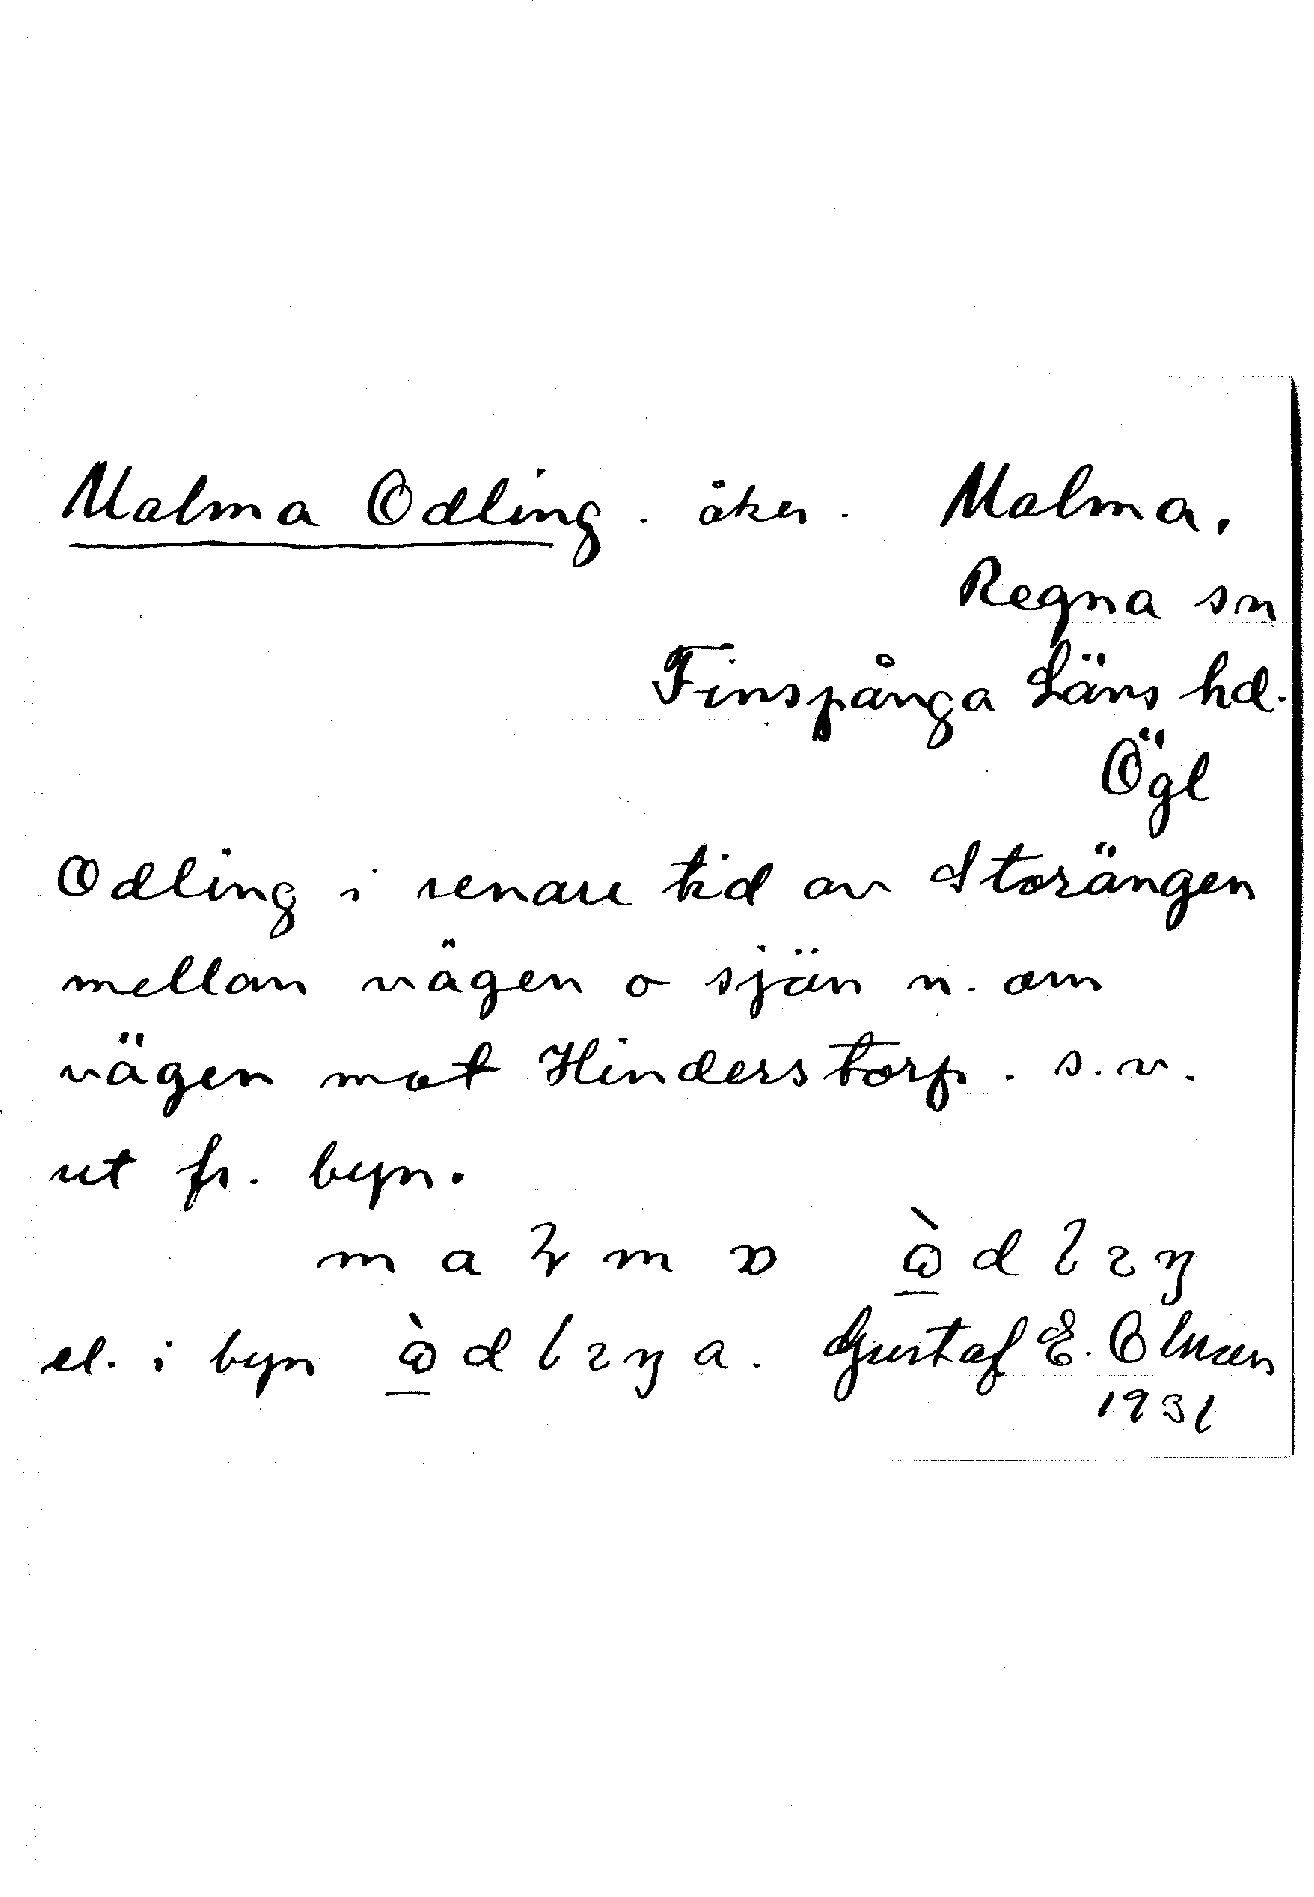 Malma Odling. åker. Malma.
Regna sn
Finspånga Läns hd.
Ögl
Odling i senare tid av Storängen
mellan vägen o sjön n. om
vägen mot Hinderstorp. s.v.
ut fr. byn.
el. i byn
Gustaf E. Olman
1931